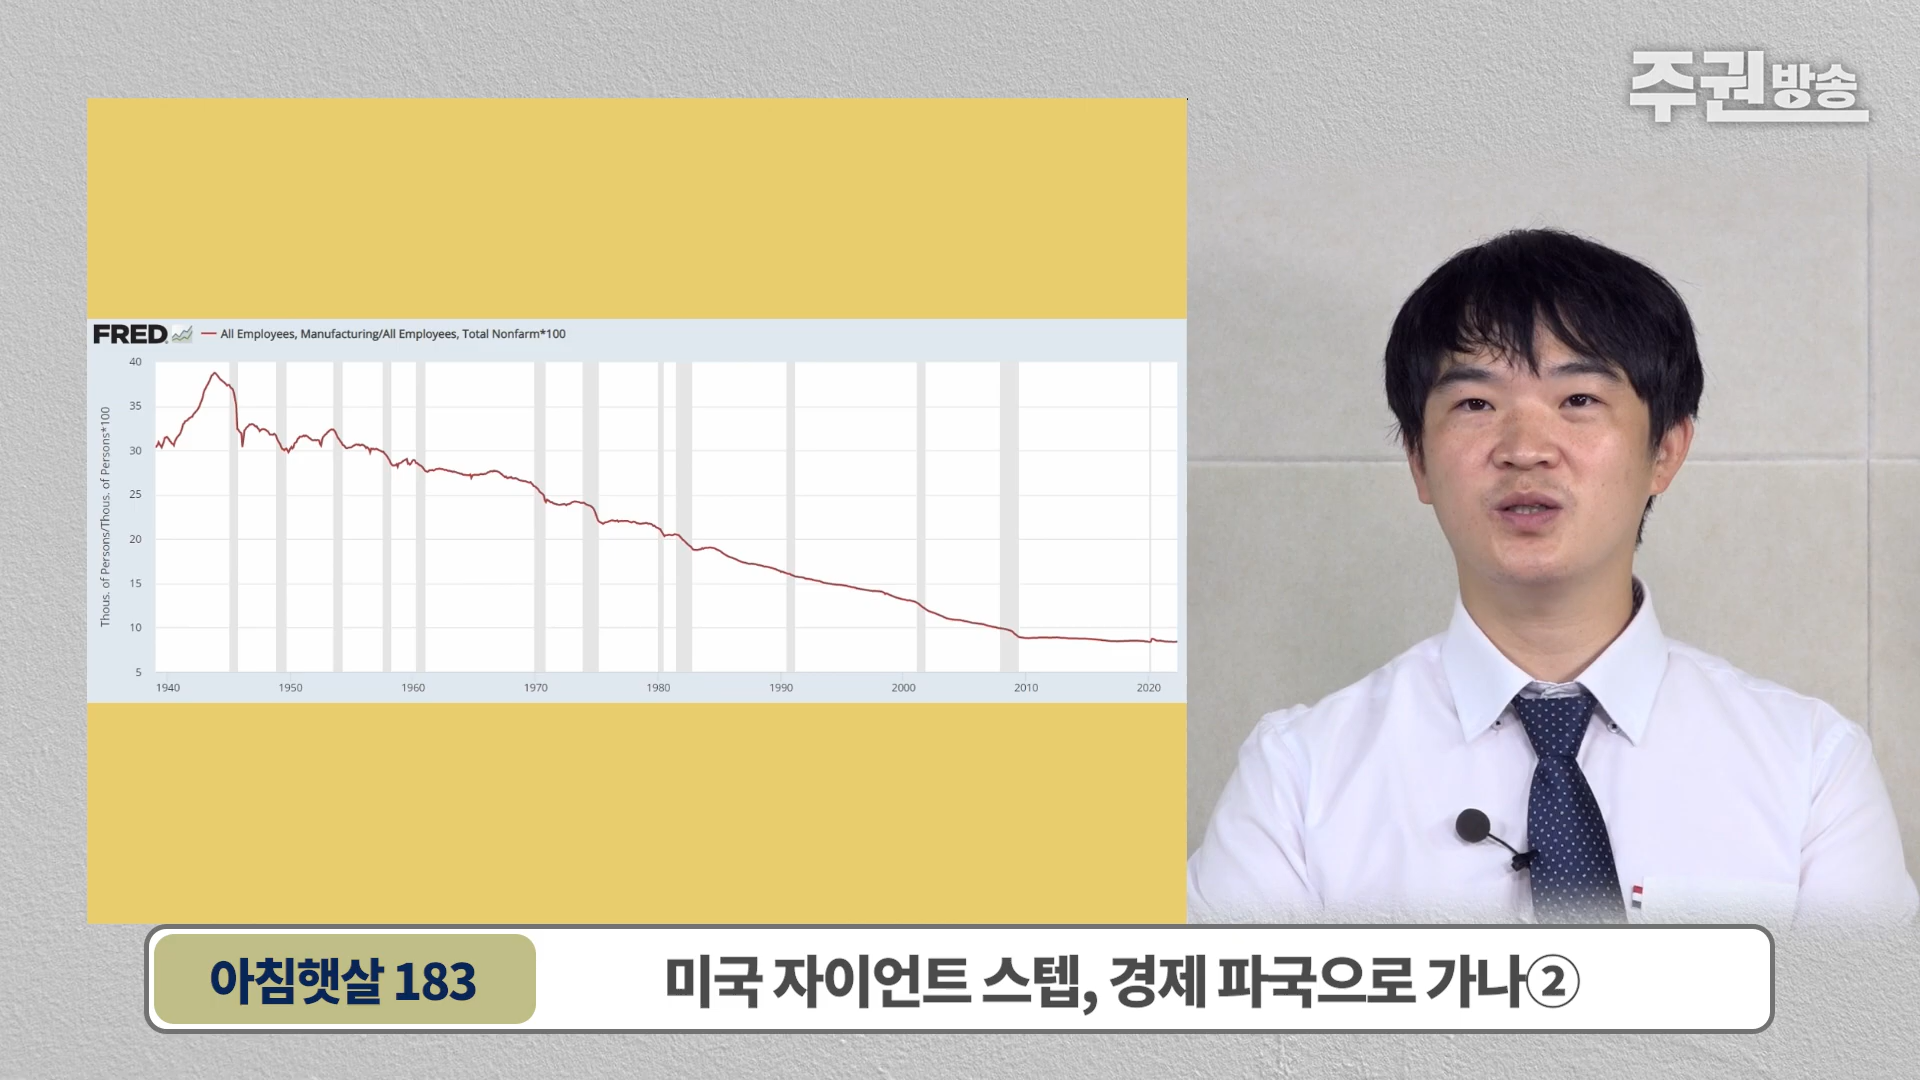 주권방송
FRED
All Employees, Manufacturing/All Employees, Total Nonfarm*100
Thous. of Persons/Thous. of Persons*100
40
35
30
25
20
15
10
5
1940 1950 1960 1970 1980 1990 2000 2010 2020
아침햇살 183
미국 자이언트 스텝, 경제 파국으로 가나②